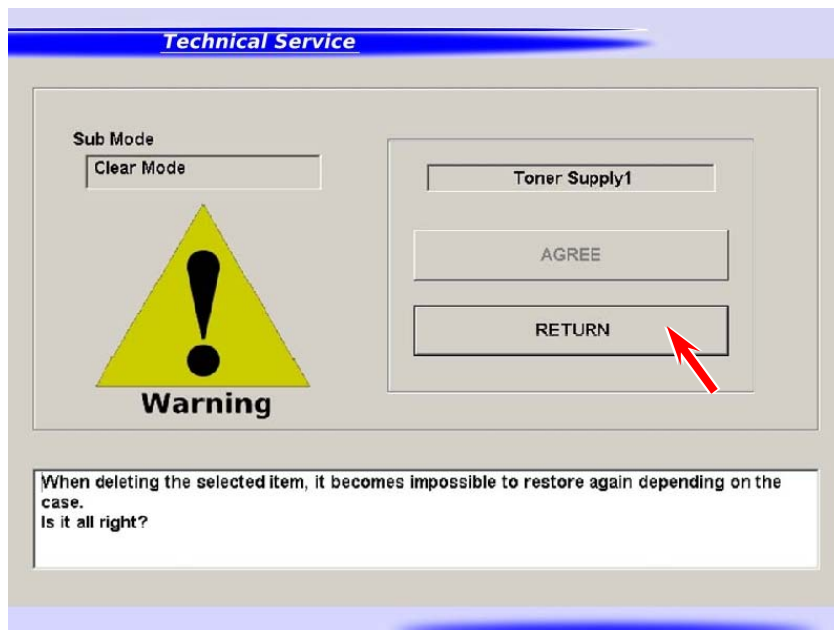 Technical Service
Sub Mode
Clear Mode
Toner Supply1
AGREE
RETURN
Warning
When deleting the selected item, it becomes impossible to restore again depending on the
case.
Is it all right?